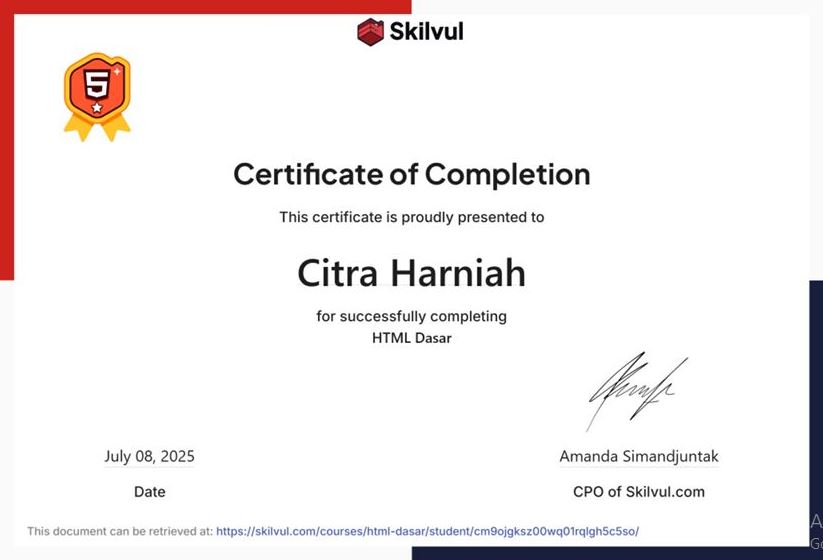 Skilvul
5
Certificate of Completion
This certificate is proudly presented to
Citra Harniah
for successfully completing
HTML Dasar
July 08, 2025
Amanda Simandjuntak
Date
CPO of Skilvul.com
This document can be retrieved at: https://skilvul.com/courses/html-dasar/student/cm9ojgksz00wq01rqlgh5c5so/